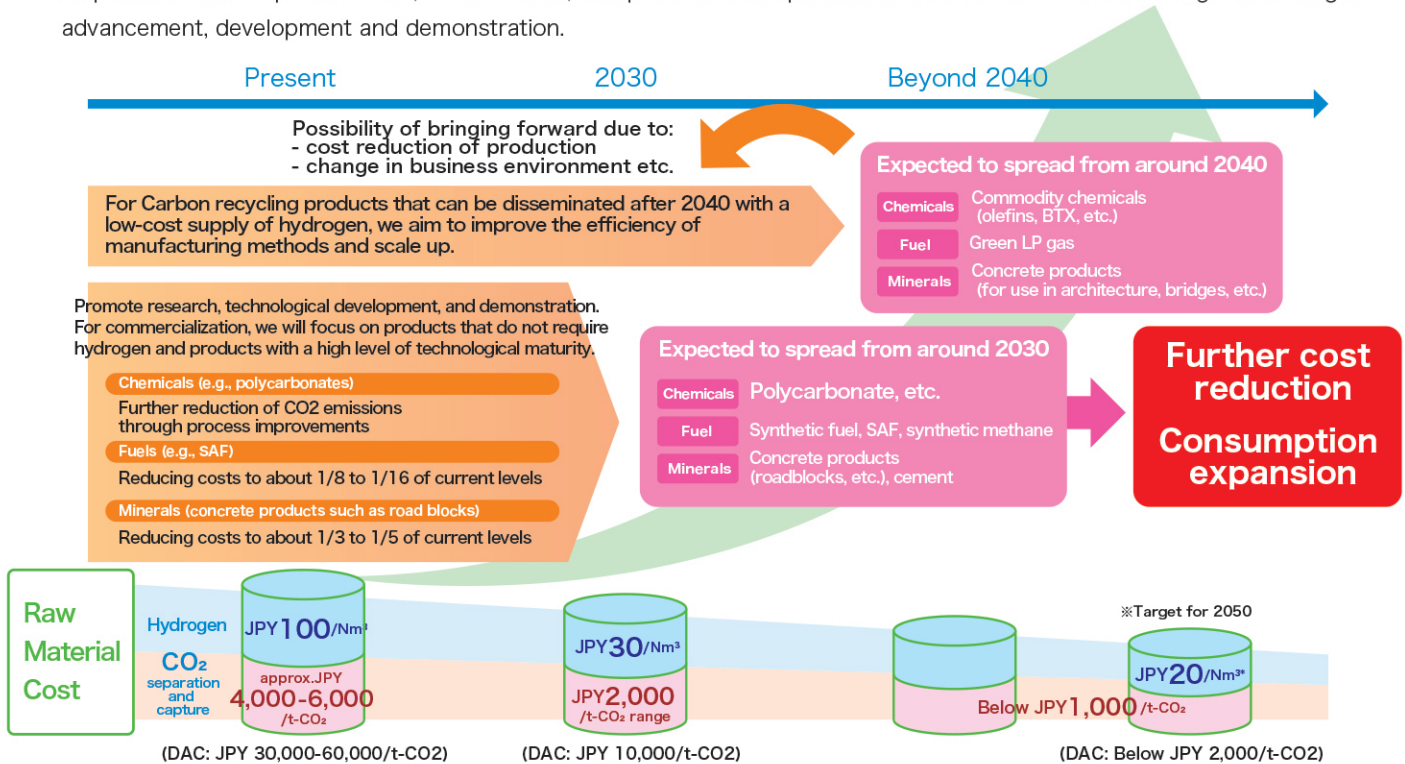 advancement, development and demonstration.
Present
2030
Beyond 2040
Possibility of bringing forward due to:
- cost reduction of production
- change in business environment etc.
For Carbon recycling products that can be disseminated after 2040 with a
low-cost supply of hydrogen, we aim to improve the efficiency of
manufacturing methods and scale up.
Expected to spread from around 2040
Chemicals
Commodity chemicals
(olefins, BTX, etc.)
Fuel
Green LP gas
Minerals
Concrete products
(for use in architecture, bridges, etc.)
Promote research, technological development, and demonstration.
For commercialization, we will focus on products that do not require
hydrogen and products with a high level of technological maturity.
Chemicals (e.g., polycarbonates)
Further reduction of CO2 emissions
through process improvements
Fuels (e.g., SAF)
Reducing costs to about 1/8 to 1/16 of current levels
Minerals (concrete products such as road blocks)
Reducing costs to about 1/3 to 1/5 of current levels
Expected to spread from around 2030
Chemicals
Polycarbonate, etc.
Fuel
Synthetic fuel, SAF, synthetic methane
Minerals
Concrete products
(roadblocks, etc.), cement
Further cost
reduction
Consumption
expansion
Raw
Material
Cost
Hydrogen
CO₂
separation
and
capture
JPY100/Nm³
approx.JPY
4,000-6,000
/t-CO₂
(DAC: JPY 30,000-60,000/t-CO2)
JPY30/Nm³
JPY2,000
/t-CO₂ range
(DAC: JPY 10,000/t-CO2)
※Target for 2050
JPY20/Nm³*
Below JPY1,000/t-CO₂
(DAC: Below JPY 2,000/t-CO2)